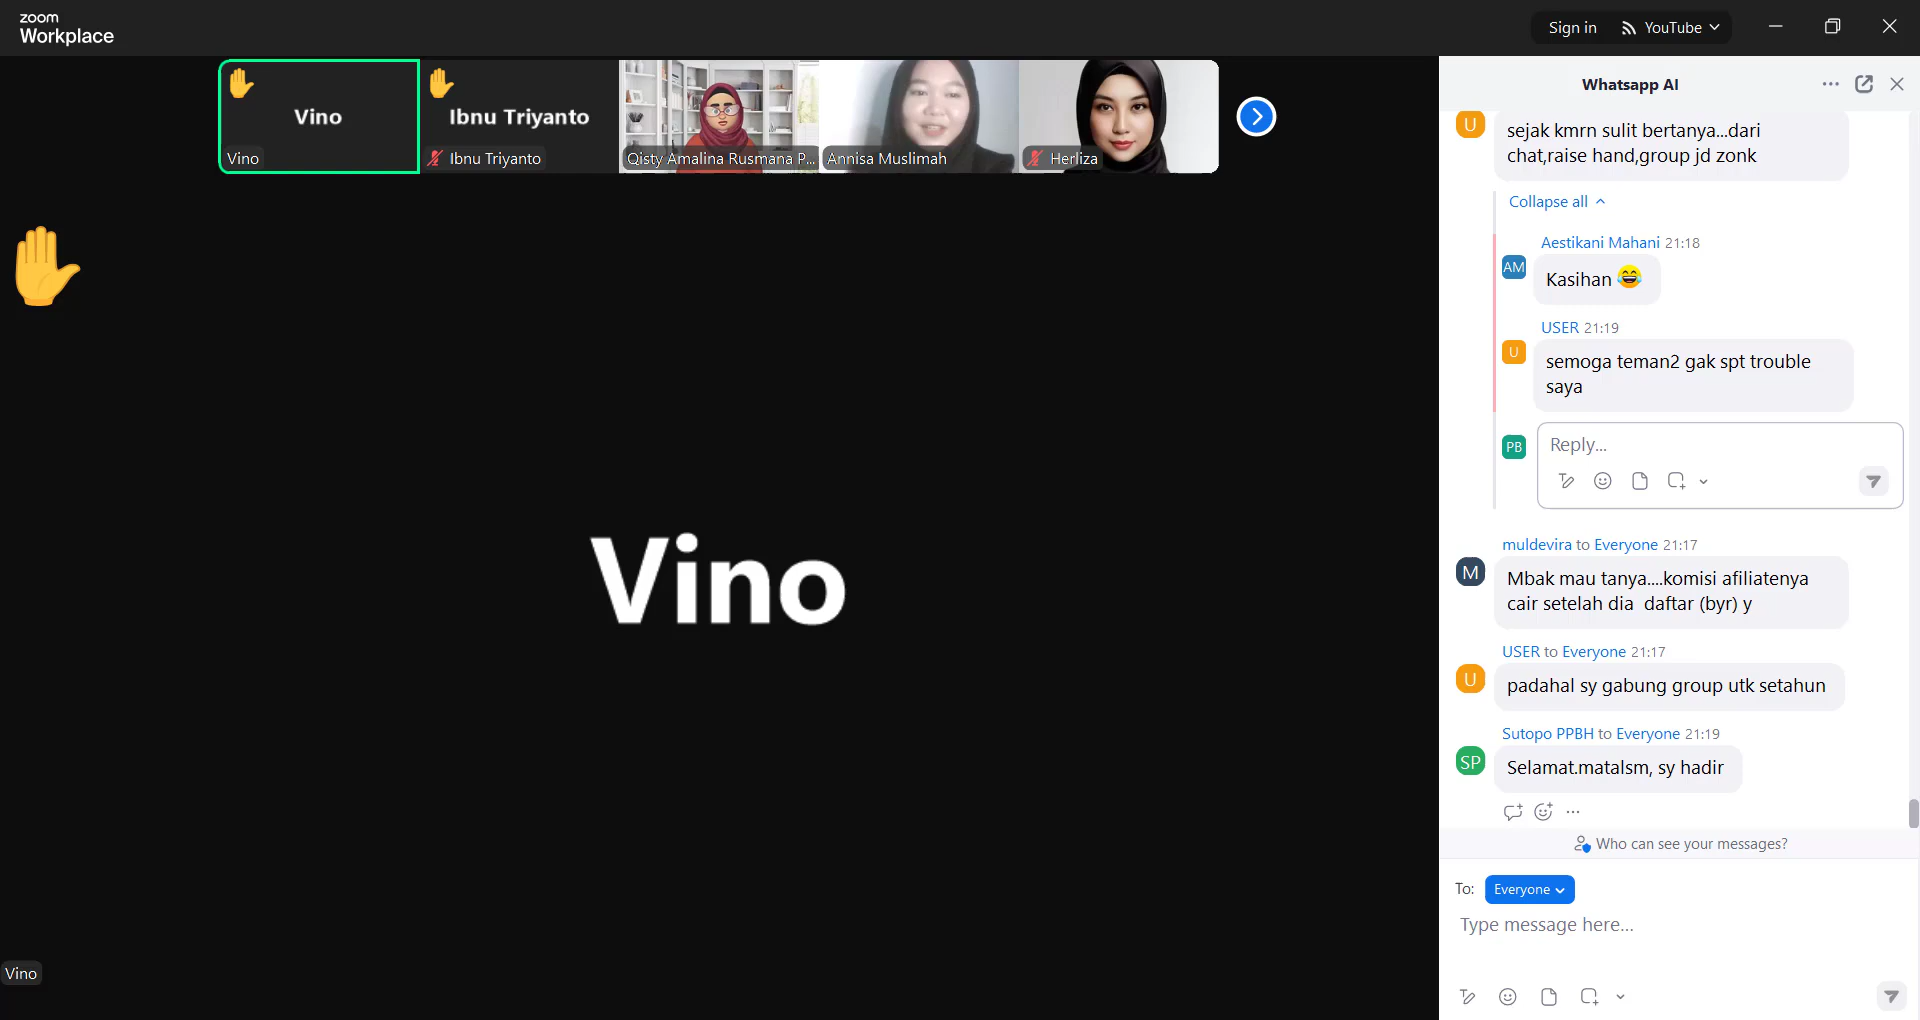 zoom
Workplace
Sign in
YouTube
Vino
Vino
Ibnu Triyanto
Ibnu Triyanto
Qisty Amalina Rusmana P...
Annisa Muslimah
Herliza
Vino
Vino
Whatsapp AI
U
sejak kmrn sulit bertanya...dari
chat,raise hand,group jd zonk
Collapse all
Aestikani Mahani 21:18
AM
Kasihan 😂
USER 21:19
U
semoga teman2 gak spt trouble
saya
PB
Reply...
muldevira to Everyone 21:17
M
Mbak mau tanya....komisi afiliatenya
cair setelah dia daftar (byr) y
USER to Everyone 21:17
U
padahal sy gabung group utk setahun
Sutopo PPBH to Everyone 21:19
SP
Selamat.matalsm, sy hadir
Who can see your messages?
To: Everyone
Type message here...